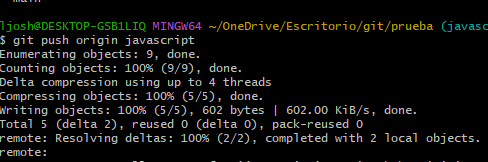 main
ljosh@DESKTOP-GSB1LIQ MINGW64 ~/OneDrive/Escritorio/git/prueba (javasc
$ git push origin javascript
Enumerating objects: 9, done.
Counting objects: 100% (9/9), done.
Delta compression using up to 4 threads
Compressing objects: 100% (5/5), done.
Writing objects: 100% (5/5), 602 bytes | 602.00 KiB/s, done.
Total 5 (delta 2), reused 0 (delta 0), pack-reused 0
remote: Resolving deltas: 100% (2/2), completed with 2 local objects.
remote: